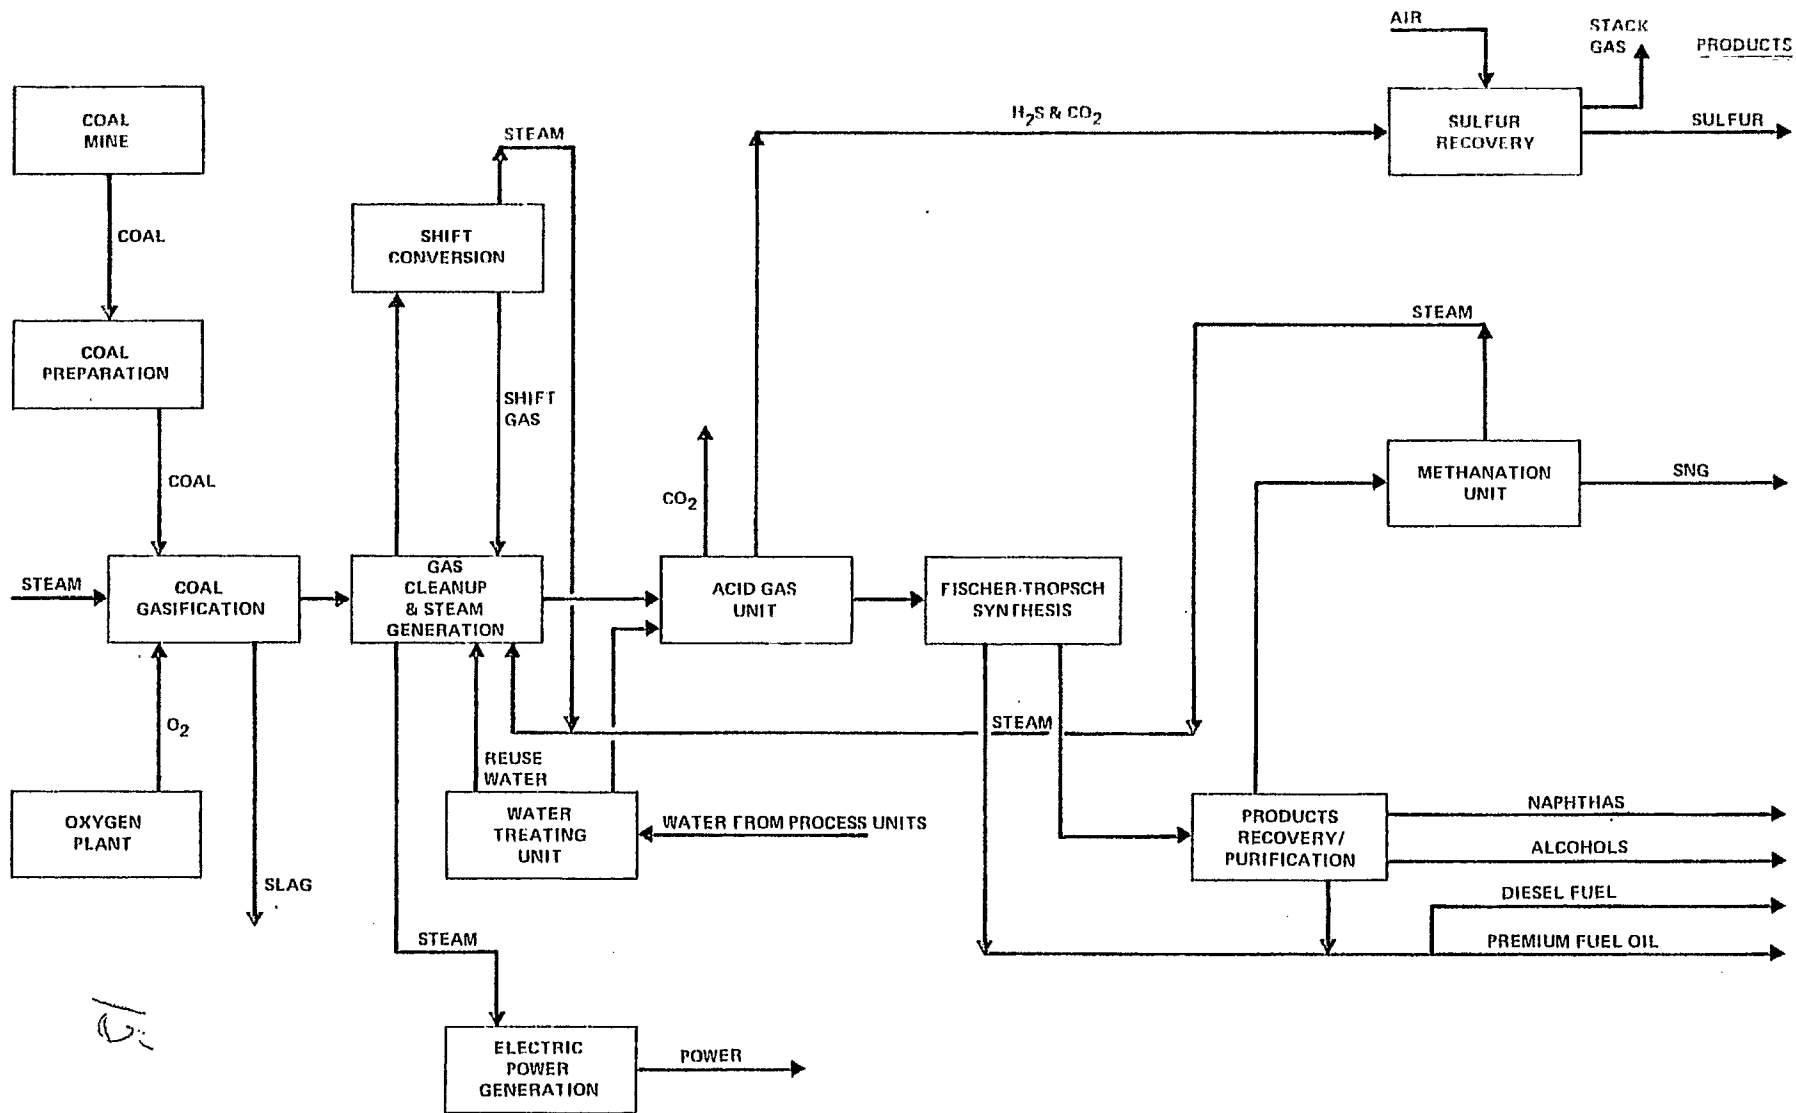 AIR
STACK
GAS
PRODUCTS
COAL
MINE
STEAM
H₂S & CO₂
SULFUR
RECOVERY
SULFUR
COAL
SHIFT
CONVERSION
STEAM
COAL
PREPARATION
SHIFT
GAS
COAL
CO₂
METHANATION
UNIT
SNG
STEAM
COAL
GASIFICATION
GAS
CLEANUP
& STEAM
GENERATION
ACID GAS
UNIT
FISCHER-TROPSCH
SYNTHESIS
O₂
STEAM
REUSE
WATER
OXYGEN
PLANT
WATER
TREATING
UNIT
WATER FROM PROCESS UNITS
PRODUCTS
RECOVERY/
PURIFICATION
NAPHTHAS
ALCOHOLS
SLAG
DIESEL FUEL
STEAM
PREMIUM FUEL OIL
ELECTRIC
POWER
GENERATION
POWER